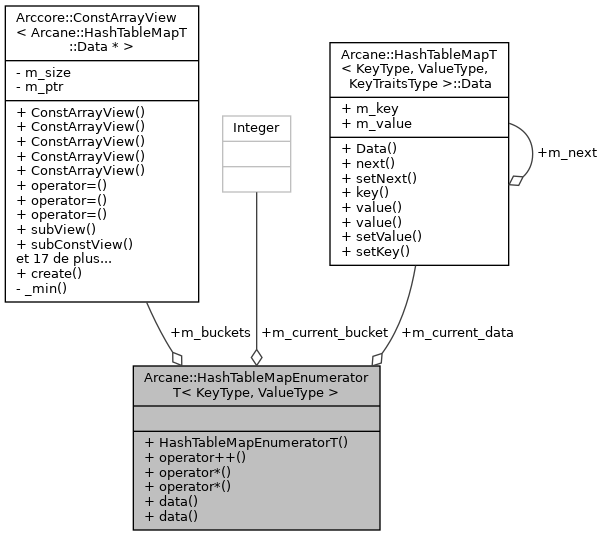 Arccore::ConstArrayView
< Arcane::HashTableMapT
::Data * >
- m_size
- m_ptr
+ ConstArrayView()
+ ConstArrayView()
+ ConstArrayView()
+ ConstArrayView()
+ ConstArrayView()
+ operator=()
+ operator=()
+ operator=()
+ subView()
+ subConstView()
et 17 de plus...
+ create()
- _min()
Integer
Arcane::HashTableMapT
< KeyType, ValueType,
KeyTraitsType >::Data
+ m_key
+ m_value
+ Data()
+ next()
+ setNext()
+ key()
+ value()
+ value()
+ setValue()
+ setKey()
+m_next
+m_buckets
+m_current_bucket
+m_current_data
Arcane::HashTableMapEnumerator
T< KeyType, ValueType >
+ HashTableMapEnumeratorT()
+ operator++()
+ operator*()
+ operator*()
+ data()
+ data()